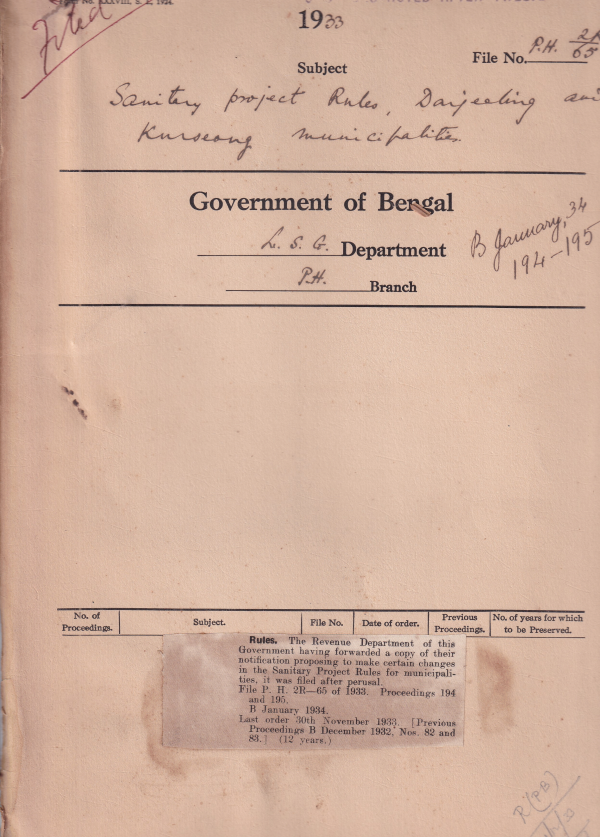 Filed
1933
File No. P.H. 2R/65
Subject
Sanitary project Rules, Darjeeling and
Kurseong municipalities.
Government of Bengal
L. S. G. Department
B January, 34
194-195
P.H. Branch
No. of Proceedings.
Subject.
File No.
Date of order.
Previous Proceedings.
No. of years for which to be Preserved.
Rules. The Revenue Department of this
Government having forwarded a copy of their
notification proposing to make certain changes
in the Sanitary Project Rules for municipali-
ties, it was filed after perusal.
File P. H. 2R—65 of 1933. Proceedings 194
and 195.
B January 1934.
Last order 30th November 1933. [Previous
Proceedings B December 1932, Nos. 82 and
83.] (12 years.)
R(PB)